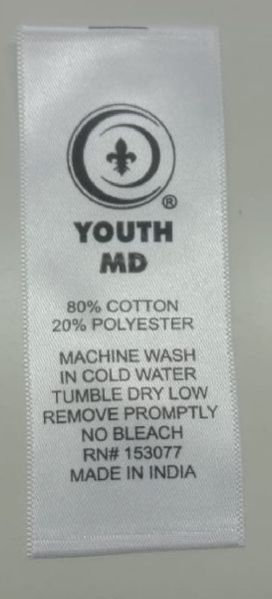 ®
YOUTH
MD
80% COTTON
20% POLYESTER
MACHINE WASH
IN COLD WATER
TUMBLE DRY LOW
REMOVE PROMPTLY
NO BLEACH
RN# 153077
MADE IN INDIA